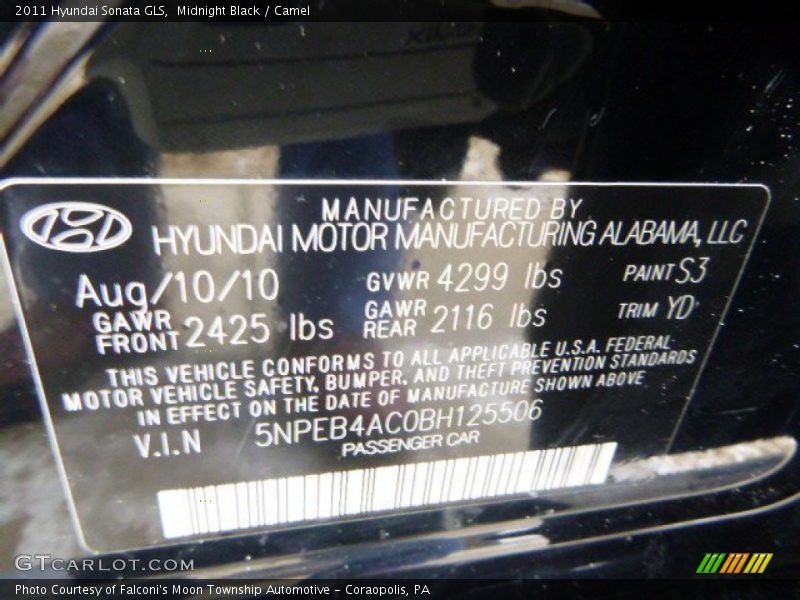 2011 Hyundai Sonata GLS, Midnight Black / Camel
MANUFACTURED BY
HYUNDAI MOTOR MANUFACTURING ALABAMA, LLC
Aug/10/10 GVWR 4299 lbs PAINT S3
GAWR FRONT 2425 lbs GAWR REAR 2116 lbs TRIM YD
THIS VEHICLE CONFORMS TO ALL APPLICABLE U.S.A. FEDERAL
MOTOR VEHICLE SAFETY, BUMPER, AND THEFT PREVENTION STANDARDS
IN EFFECT ON THE DATE OF MANUFACTURE SHOWN ABOVE
V.I.N 5NPEB4AC0BH125506
PASSENGER CAR
GTCarLot.com
Photo Courtesy of Falconi's Moon Township Automotive – Coraopolis, PA